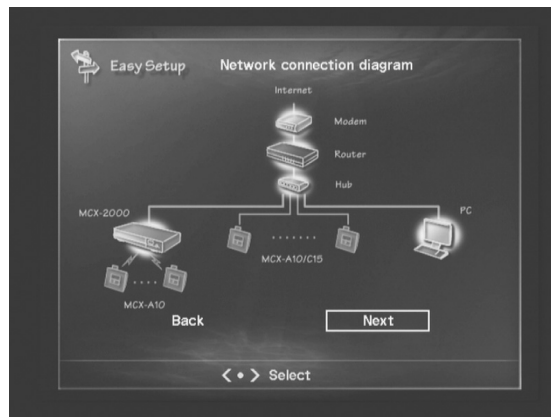 Easy Setup
Network connection diagram
Internet
Modem
Router
Hub
MCX-2000
PC
MCX-A10/C15
MCX-A10
Back
Next
Select